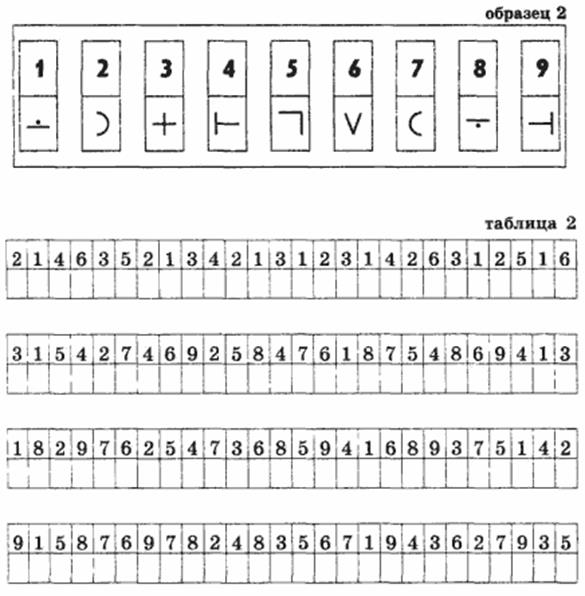 образец 2
1 2 3 4 5 6 7 8 9
таблица 2
2 1 4 6 3 5 2 1 3 4 2 1 3 1 2 3 1 4 2 6 3 1 2 5 1 6
3 1 5 4 2 7 4 6 9 2 5 8 4 7 6 1 8 7 5 4 8 6 9 4 1 3
1 8 2 9 7 6 2 5 4 7 3 6 8 5 9 4 1 6 8 9 3 7 5 1 4 2
9 1 5 8 7 6 9 7 8 2 4 8 3 5 6 7 1 9 4 3 6 2 7 9 3 5